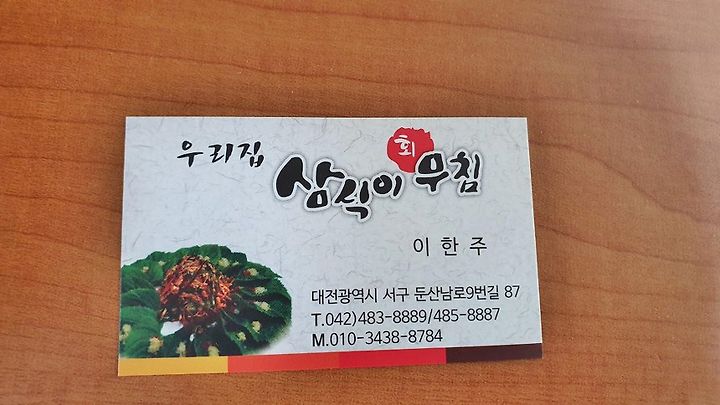 우리집
삼식이 회 무침
이한주
대전광역시 서구 둔산남로9번길 87
T.042)483-8889/485-8887
M.010-3438-8784